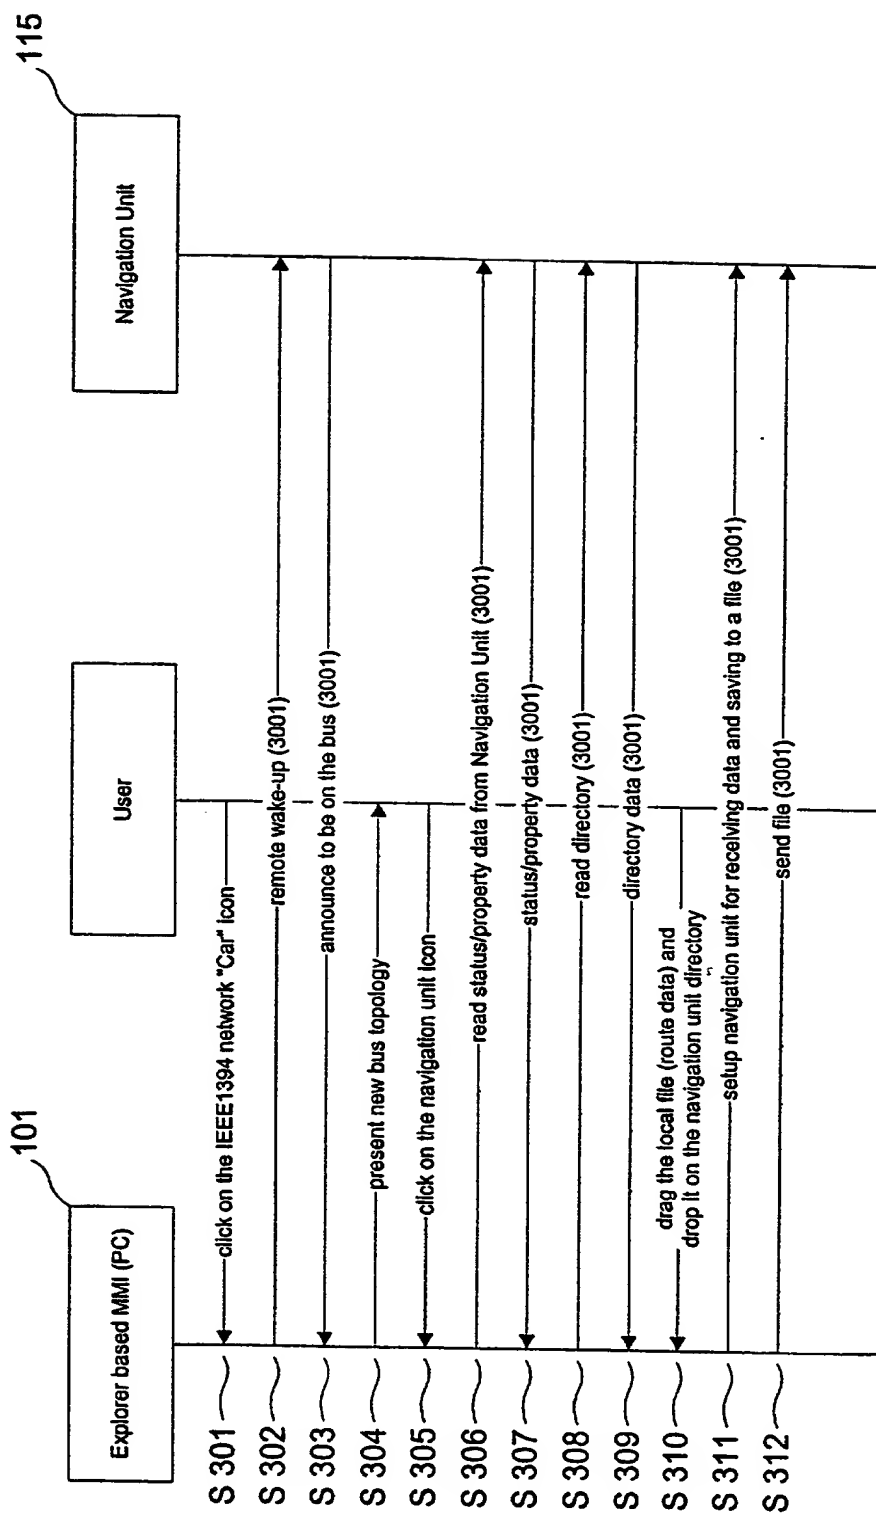 101
115
Explorer based MMI (PC)
User
Navigation Unit
S 301
click on the IEEE1394 network "Car" icon
S 302
remote wake-up (3001)
S 303
announce to be on the bus (3001)
S 304
present new bus topology
S 305
click on the navigation unit icon
S 306
read status/property data from Navigation Unit (3001)
S 307
status/property data (3001)
S 308
read directory (3001)
S 309
directory data (3001)
S 310
drag the local file (route data) and
drop it on the navigation unit directory
S 311
setup navigation unit for receiving data and saving to a file (3001)
S 312
send file (3001)